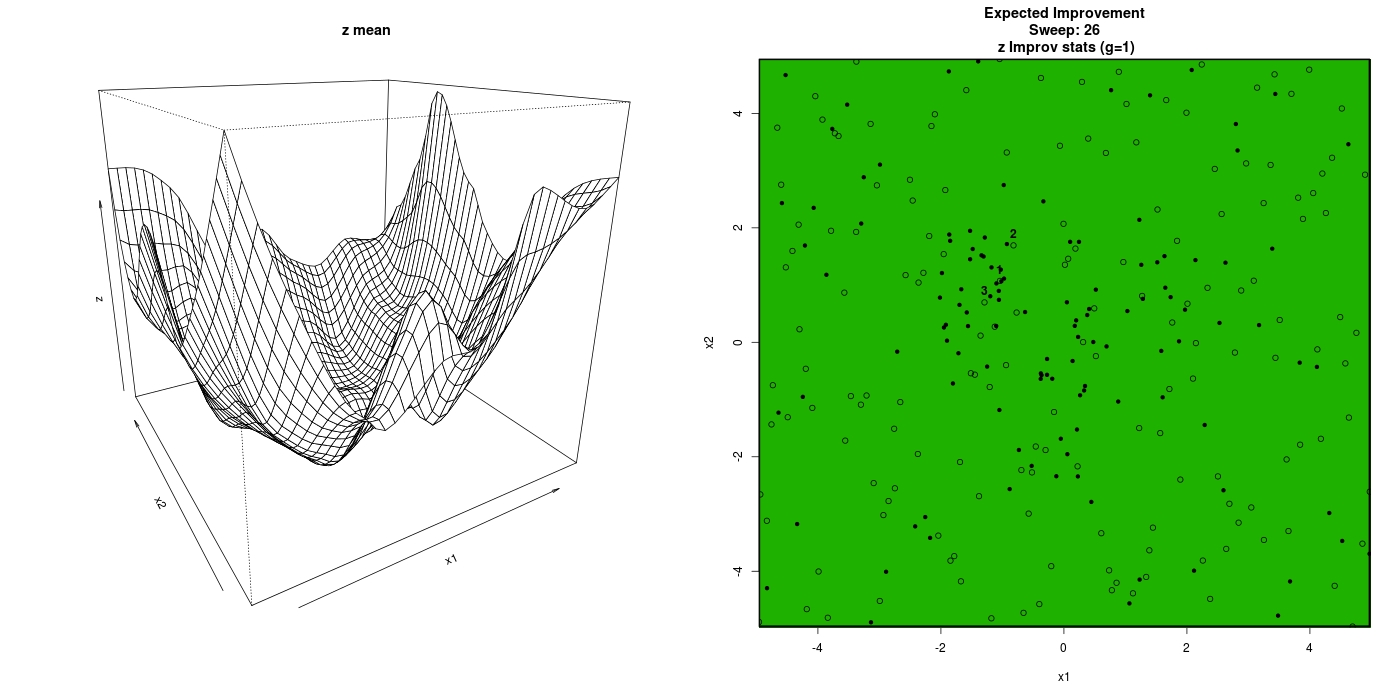 z mean
z
x2
x1
Expected Improvement
Sweep: 26
z Improv stats (g=1)
x2
4
2
0
-2
-4
2
1
3
-4
-2
0
2
4
x1